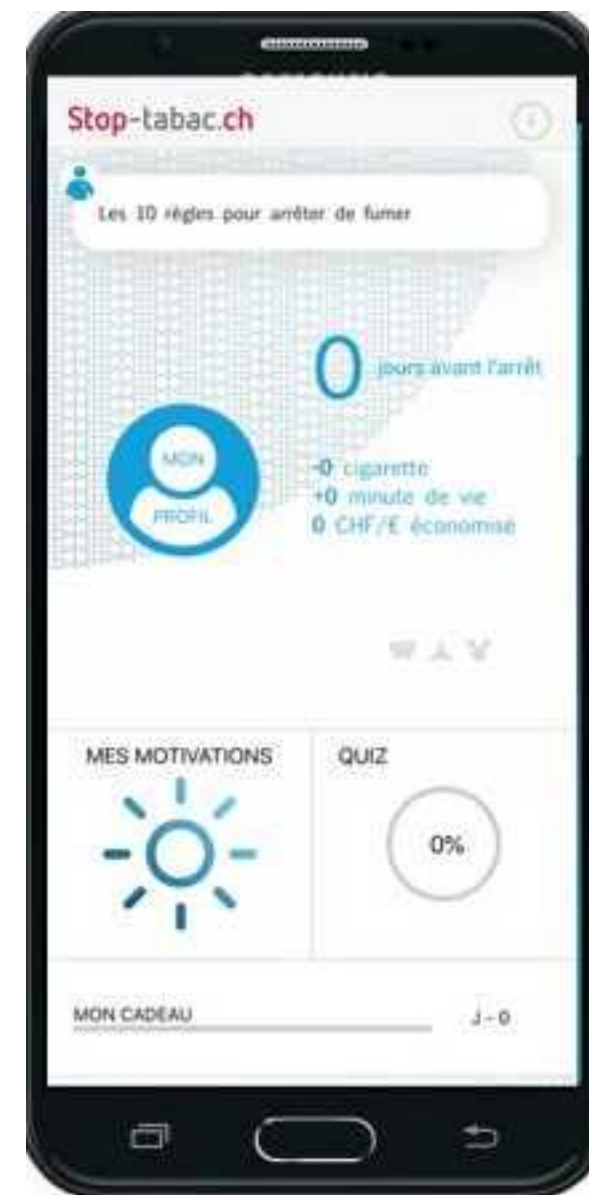 Stop-tabac.ch
Les 10 règles pour arrêter de fumer
0 jours avant l'arrêt
MON
PROFIL
-0 cigarette
+0 minute de vie
0 CHF/€ économisé
MES MOTIVATIONS
QUIZ
0%
MON CADEAU
J - 0